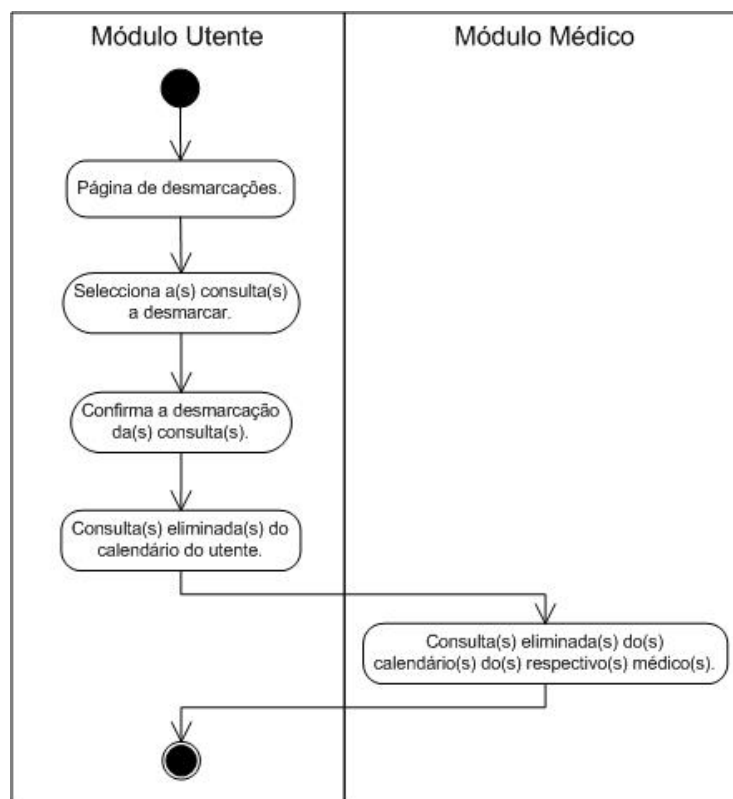 Módulo Utente
Módulo Médico
Página de desmarcações.
Selecciona a(s) consulta(s)
a desmarcar.
Confirma a desmarcação
da(s) consulta(s).
Consulta(s) eliminada(s) do
calendário do utente.
Consulta(s) eliminada(s) do(s)
calendário(s) do(s) respectivo(s) médico(s).